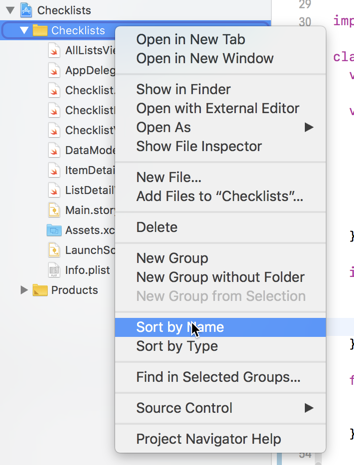 Checklists
29
Checklists
30
Open in New Tab
AllListsVie
Open in New Window
AppDeleg
Show in Finder
Checklist.
Open with External Editor
Checklist
Open As
Checklist
Show File Inspector
DataMode
ItemDetai
New File...
ListDetail
Add Files to “Checklists”...
Main.stor
Delete
Assets.xc
LaunchSc
New Group
Info.plist
New Group without Folder
Products
New Group from Selection
Sort by Name
Sort by Type
Find in Selected Groups...
Source Control
Project Navigator Help
54